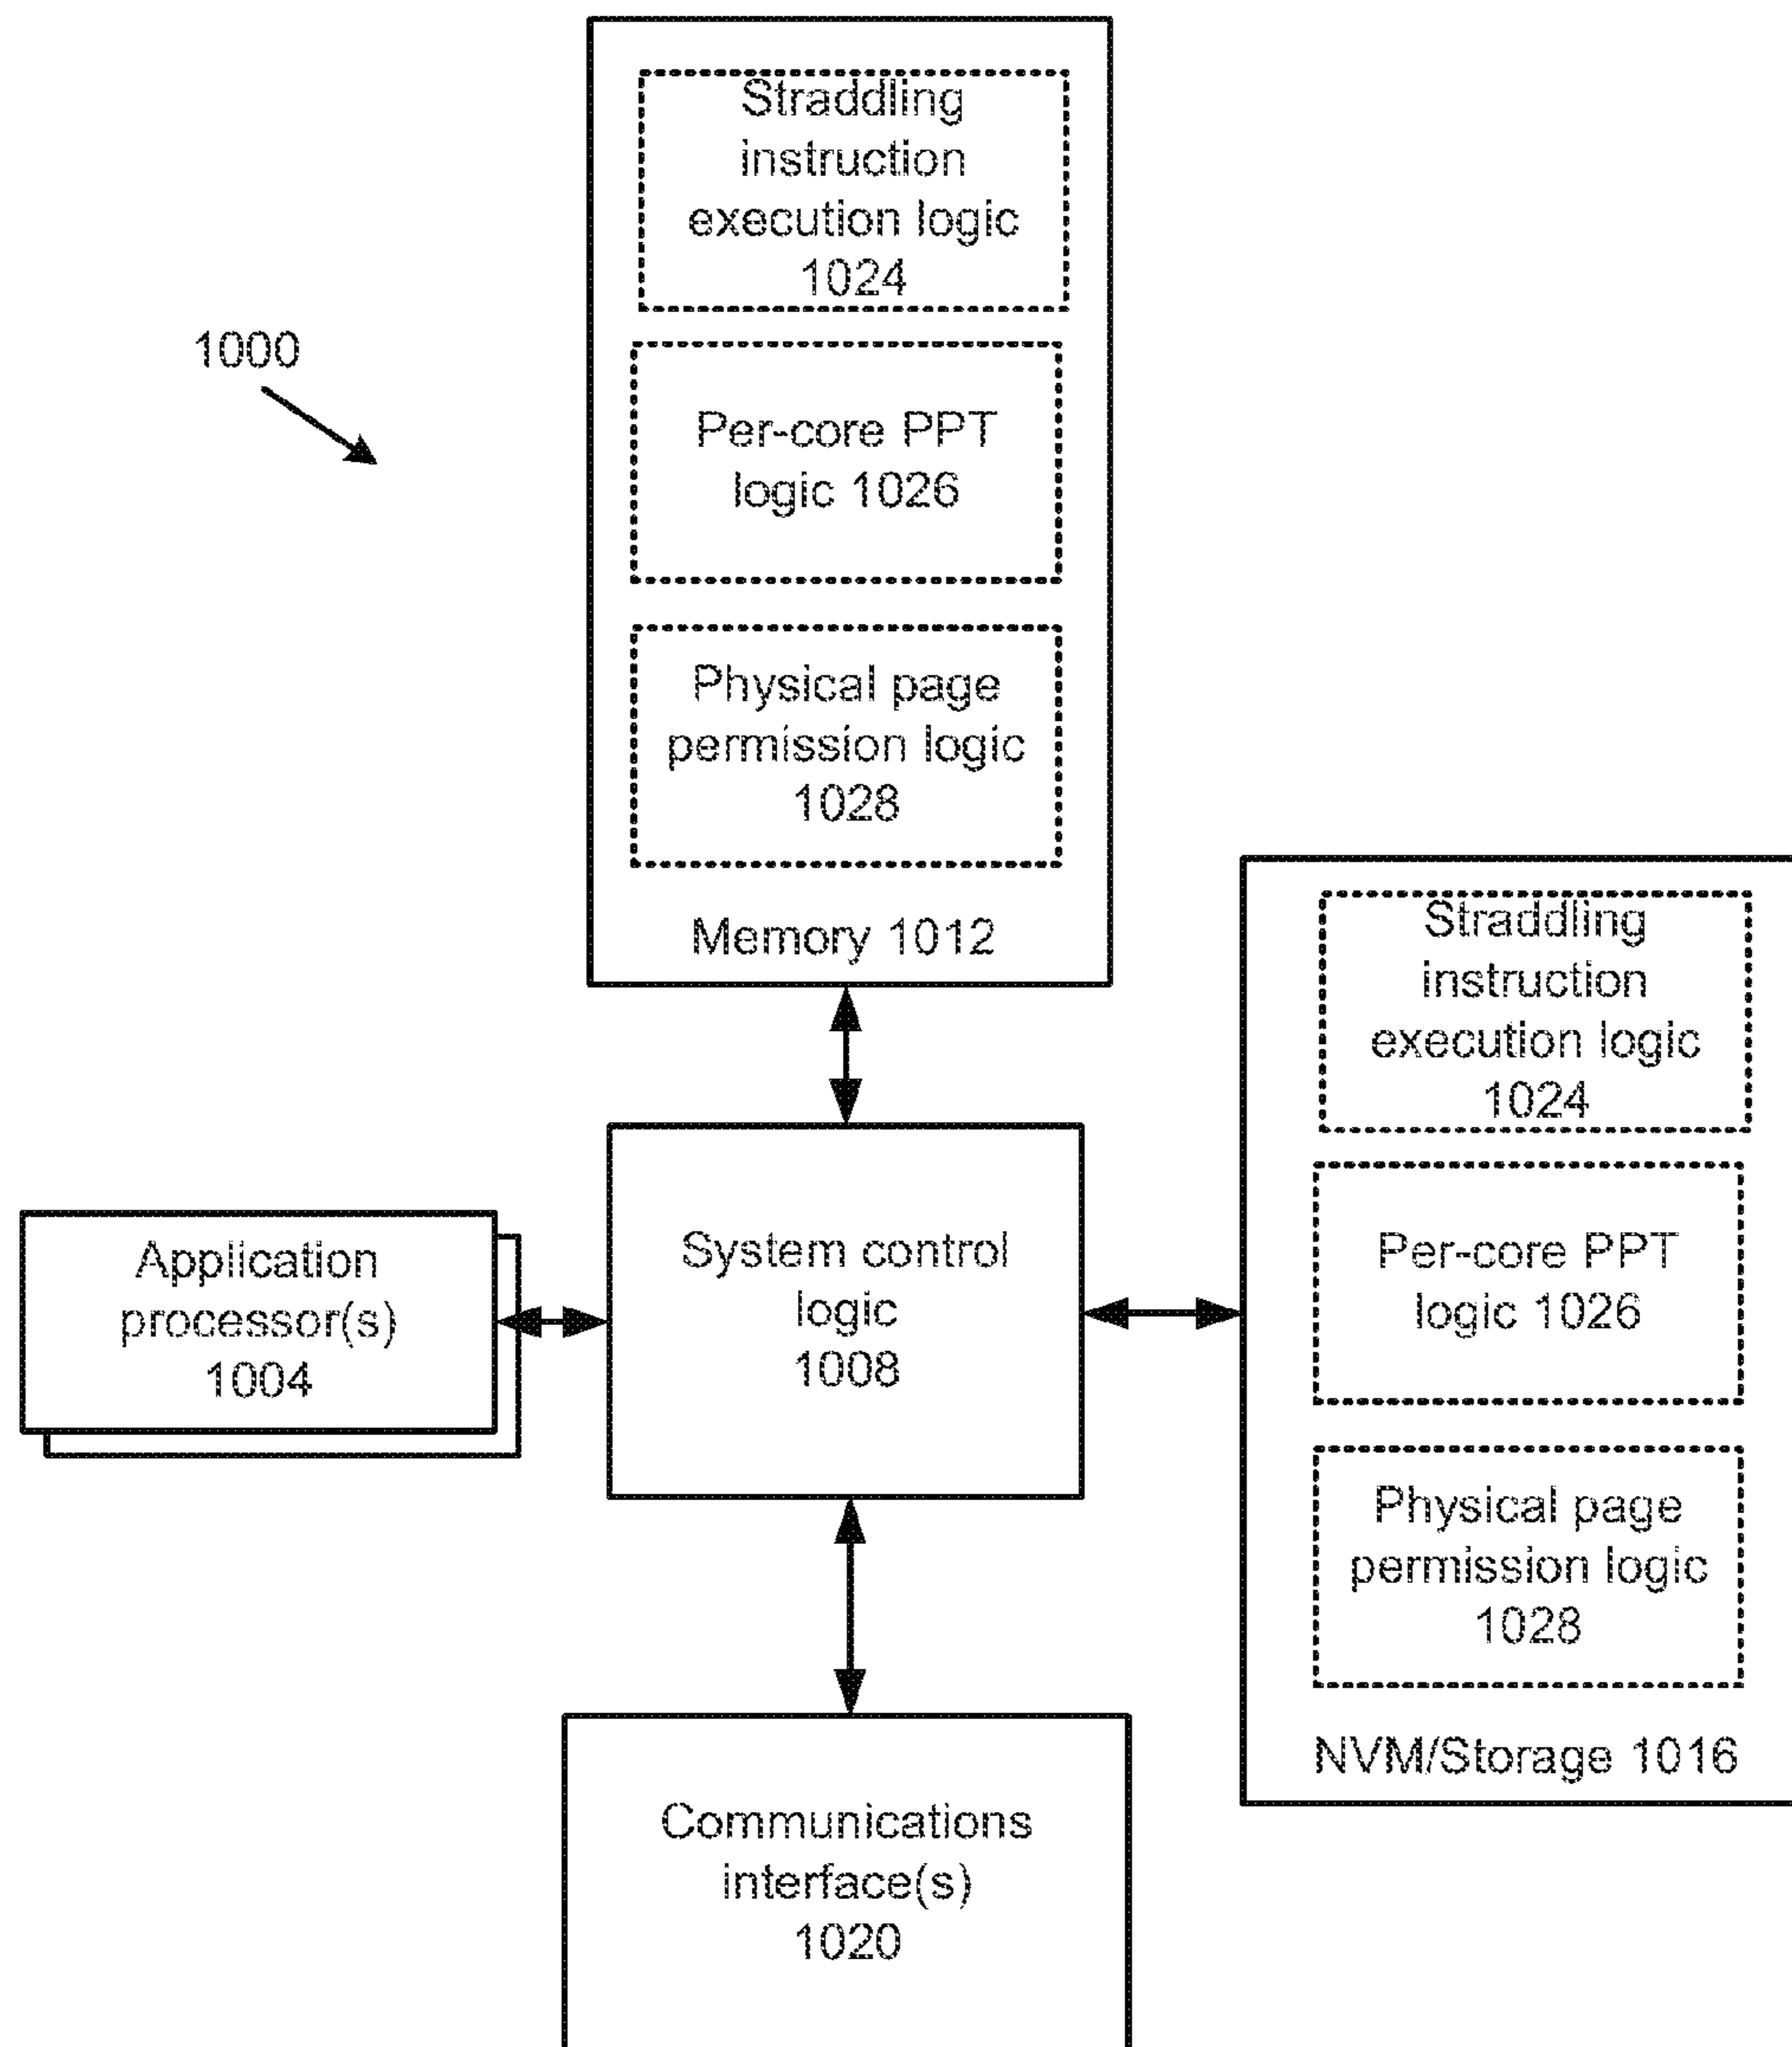 Straddling
instruction
execution logic
1024
1000
Per-core PPT
logic 1026
Physical page
permission logic
1028
Memory 1012
Straddling
instruction
execution logic
1024
Application
processor(s)
1004
System control
logic
1008
Per-core PPT
logic 1026
Physical page
permission logic
1028
NVM/Storage 1016
Communications
interface(s)
1020